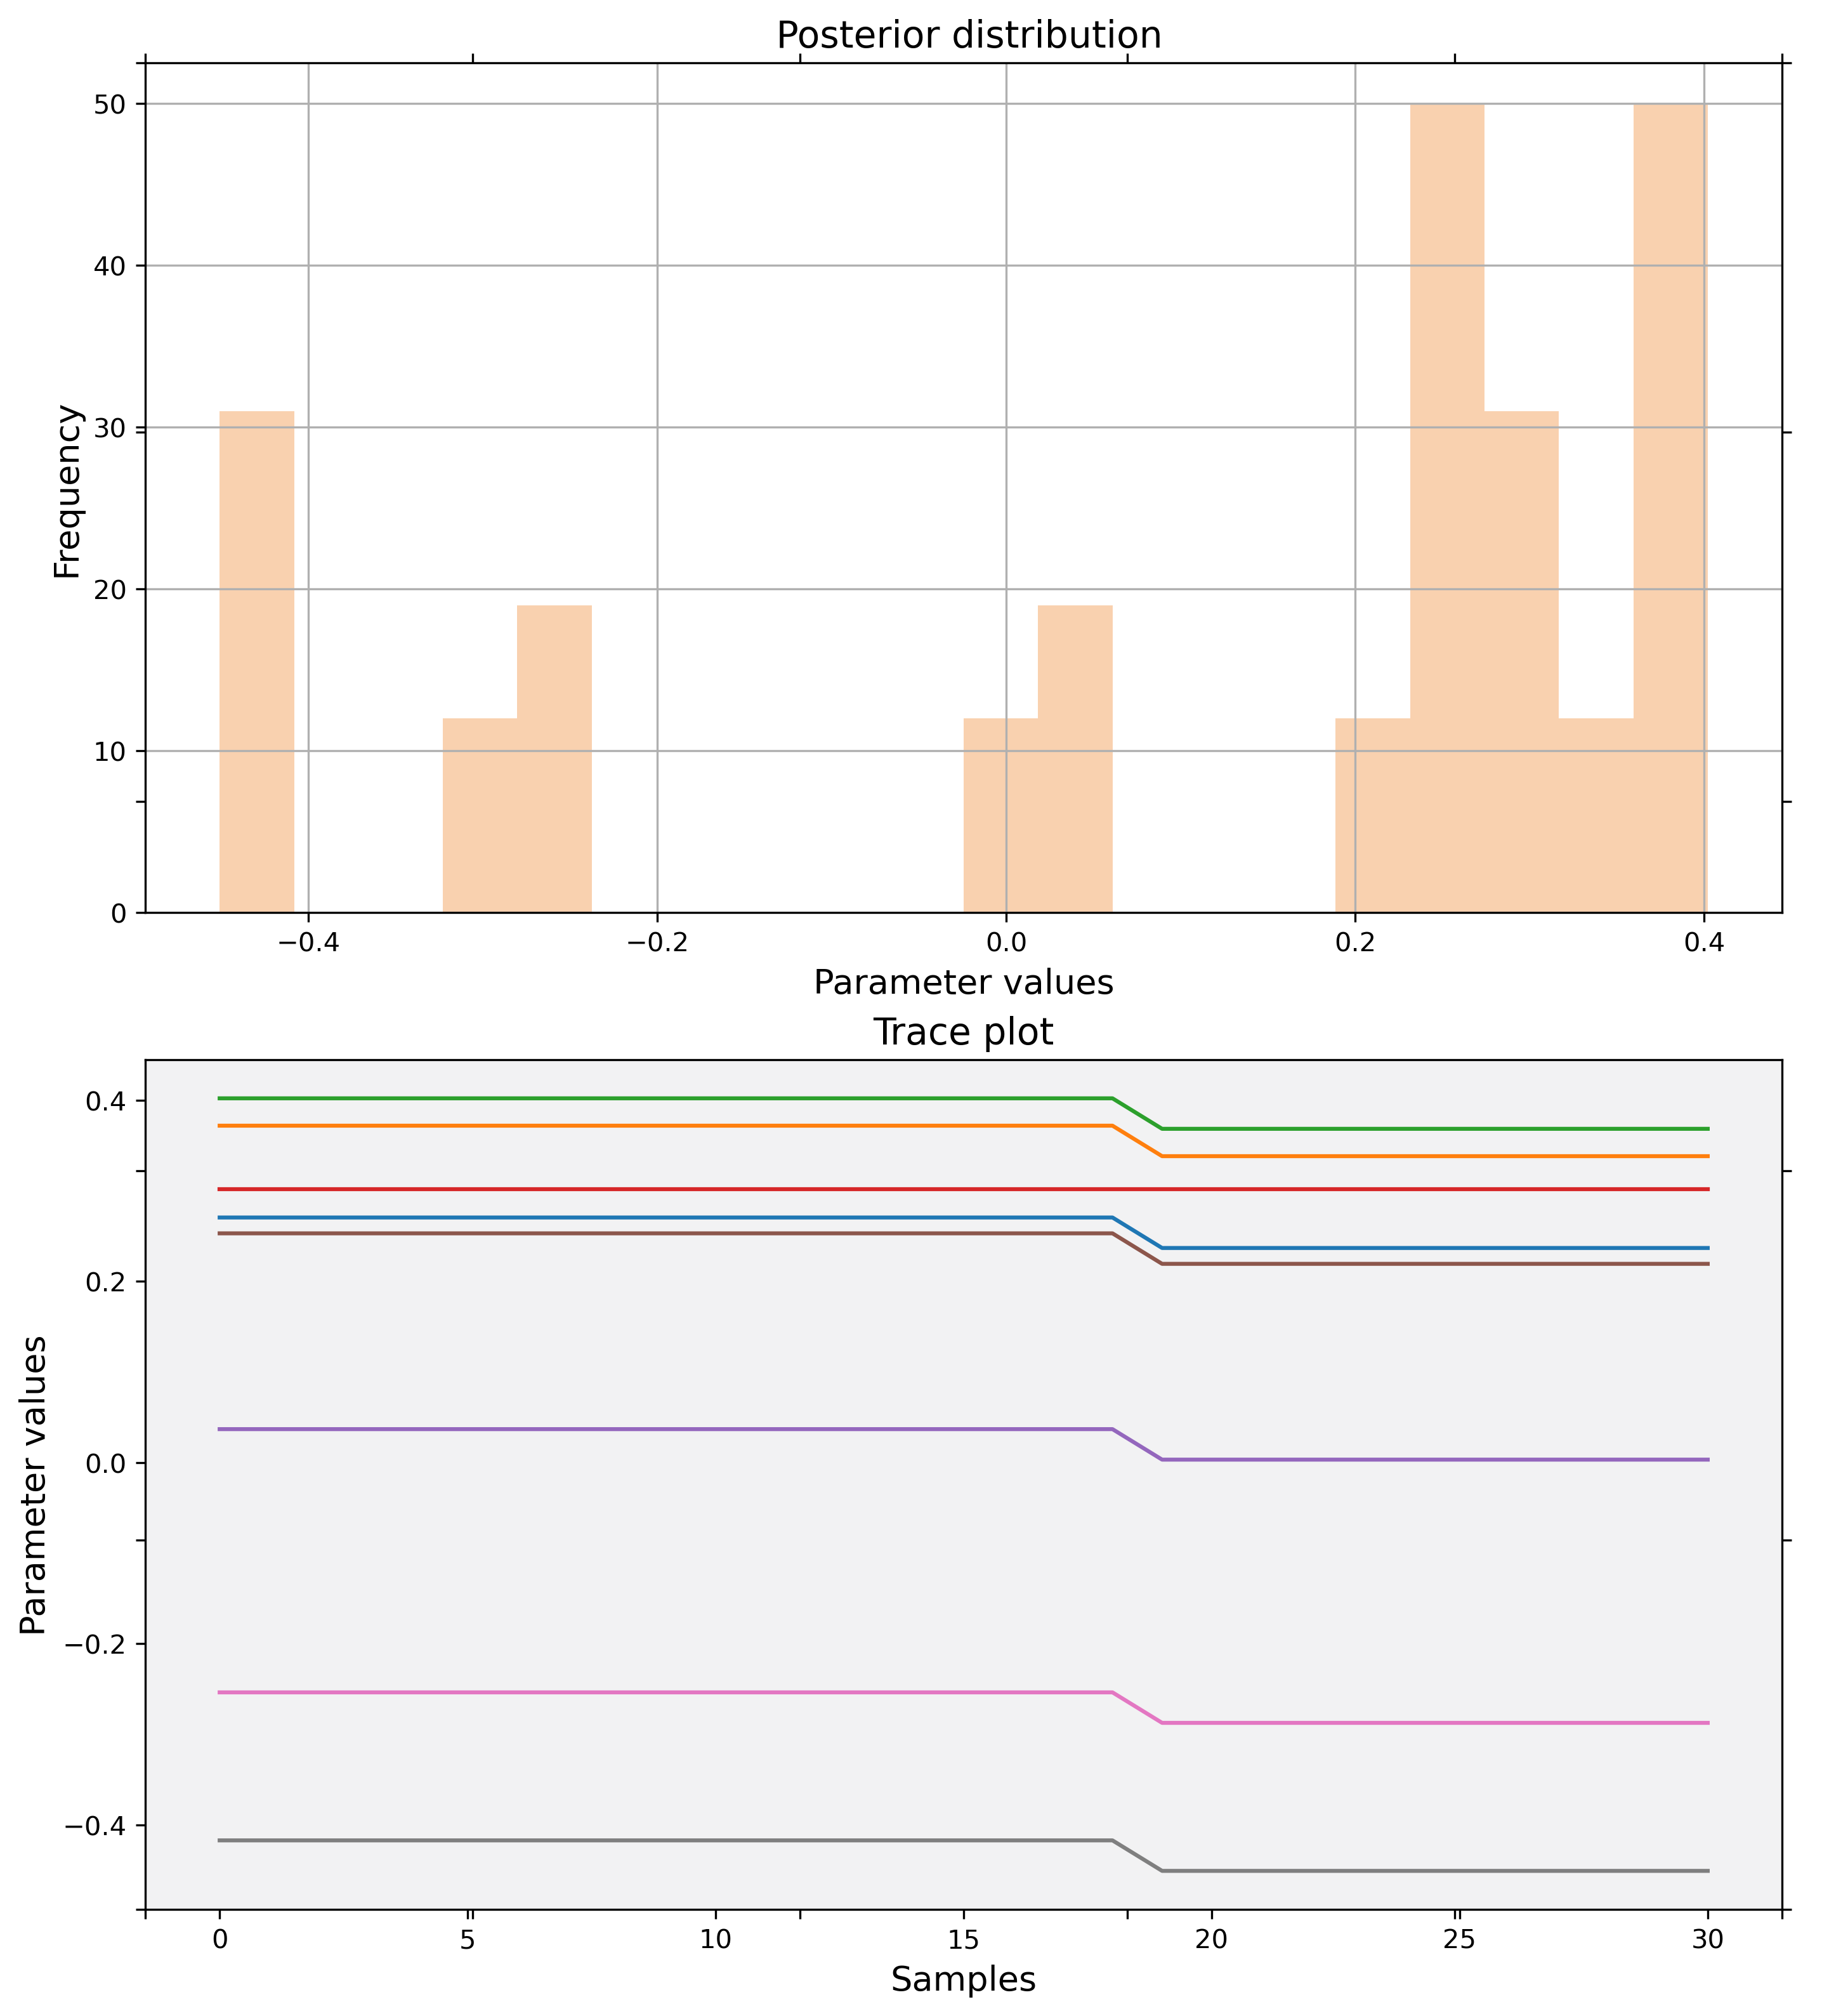 Posterior distribution
50
40
30
20
10
0
Frequency
−0.4 −0.2 0.0 0.2 0.4
Parameter values
Trace plot
0.4
0.2
0.0
−0.2
−0.4
Parameter values
0 5 10 15 20 25 30
Samples